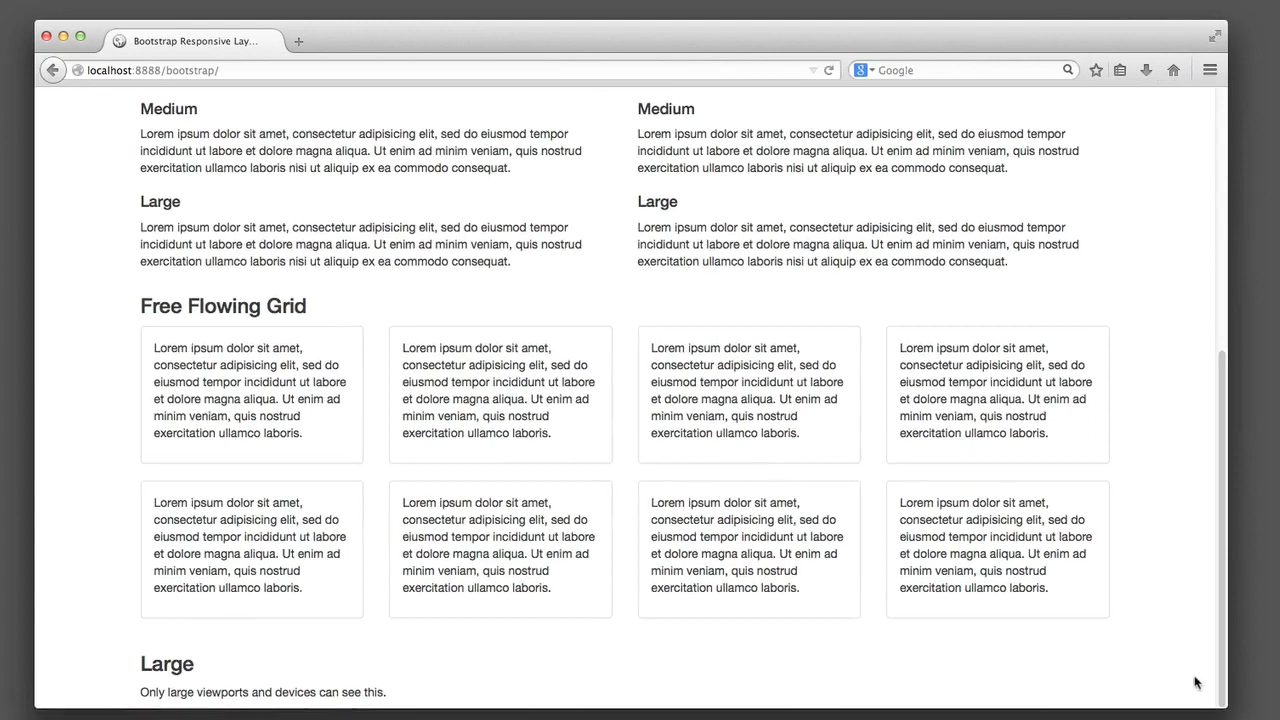 Bootstrap Responsive Lay...
localhost:8888/bootstrap/
Google
Medium
Lorem ipsum dolor sit amet, consectetur adipisicing elit, sed do eiusmod tempor
incididunt ut labore et dolore magna aliqua. Ut enim ad minim veniam, quis nostrud
exercitation ullamco laboris nisi ut aliquip ex ea commodo consequat.
Medium
Lorem ipsum dolor sit amet, consectetur adipisicing elit, sed do eiusmod tempor
incididunt ut labore et dolore magna aliqua. Ut enim ad minim veniam, quis nostrud
exercitation ullamco laboris nisi ut aliquip ex ea commodo consequat.
Large
Lorem ipsum dolor sit amet, consectetur adipisicing elit, sed do eiusmod tempor
incididunt ut labore et dolore magna aliqua. Ut enim ad minim veniam, quis nostrud
exercitation ullamco laboris nisi ut aliquip ex ea commodo consequat.
Large
Lorem ipsum dolor sit amet, consectetur adipisicing elit, sed do eiusmod tempor
incididunt ut labore et dolore magna aliqua. Ut enim ad minim veniam, quis nostrud
exercitation ullamco laboris nisi ut aliquip ex ea commodo consequat.
Free Flowing Grid
Lorem ipsum dolor sit amet,
consectetur adipisicing elit, sed do
eiusmod tempor incididunt ut labore
et dolore magna aliqua. Ut enim ad
minim veniam, quis nostrud
exercitation ullamco laboris.
Lorem ipsum dolor sit amet,
consectetur adipisicing elit, sed do
eiusmod tempor incididunt ut labore
et dolore magna aliqua. Ut enim ad
minim veniam, quis nostrud
exercitation ullamco laboris.
Lorem ipsum dolor sit amet,
consectetur adipisicing elit, sed do
eiusmod tempor incididunt ut labore
et dolore magna aliqua. Ut enim ad
minim veniam, quis nostrud
exercitation ullamco laboris.
Lorem ipsum dolor sit amet,
consectetur adipisicing elit, sed do
eiusmod tempor incididunt ut labore
et dolore magna aliqua. Ut enim ad
minim veniam, quis nostrud
exercitation ullamco laboris.
Lorem ipsum dolor sit amet,
consectetur adipisicing elit, sed do
eiusmod tempor incididunt ut labore
et dolore magna aliqua. Ut enim ad
minim veniam, quis nostrud
exercitation ullamco laboris.
Lorem ipsum dolor sit amet,
consectetur adipisicing elit, sed do
eiusmod tempor incididunt ut labore
et dolore magna aliqua. Ut enim ad
minim veniam, quis nostrud
exercitation ullamco laboris.
Lorem ipsum dolor sit amet,
consectetur adipisicing elit, sed do
eiusmod tempor incididunt ut labore
et dolore magna aliqua. Ut enim ad
minim veniam, quis nostrud
exercitation ullamco laboris.
Lorem ipsum dolor sit amet,
consectetur adipisicing elit, sed do
eiusmod tempor incididunt ut labore
et dolore magna aliqua. Ut enim ad
minim veniam, quis nostrud
exercitation ullamco laboris.
Large
Only large viewports and devices can see this.